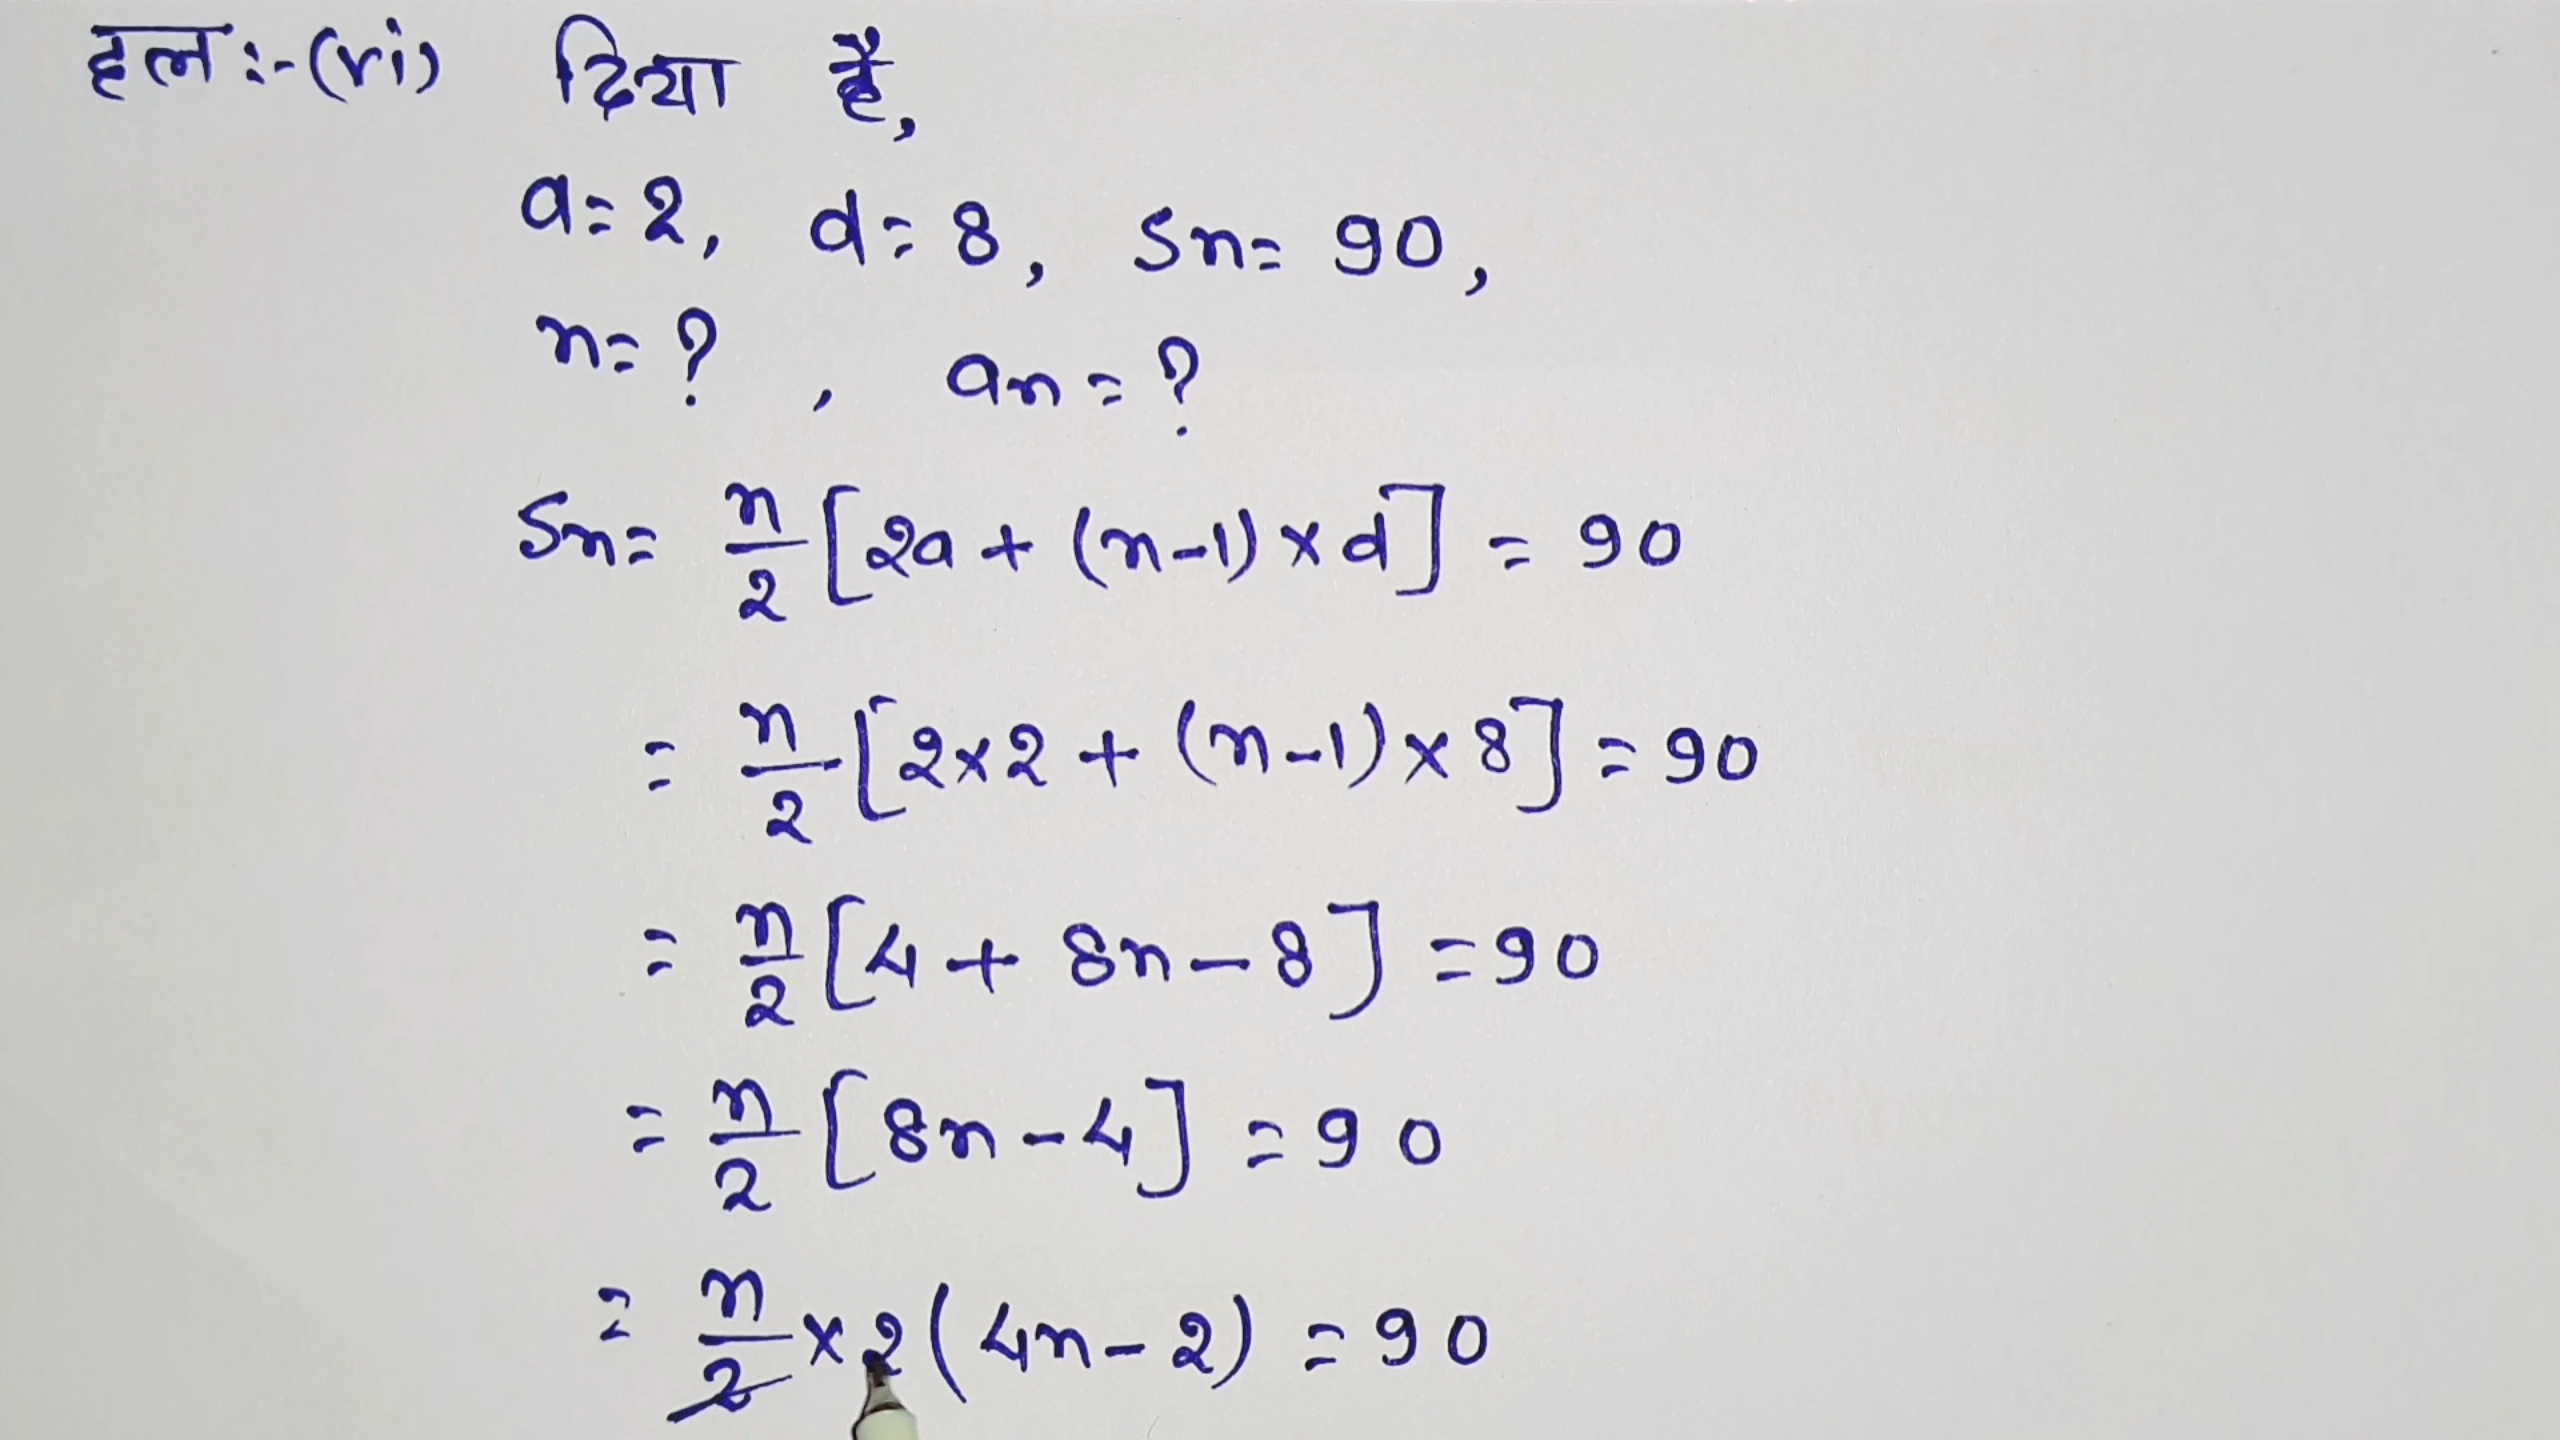 हल:-(vi) दिया है,
a=2, d=8, Sn=90,
n=? , an=?
Sn= n/2 [2a+(n-1)×d] =90
= n/2 [2×2+(n-1)×8] =90
= n/2 [4+8n-8] =90
= n/2 [8n-4] =90
= n/2 ×2(4n-2) =90